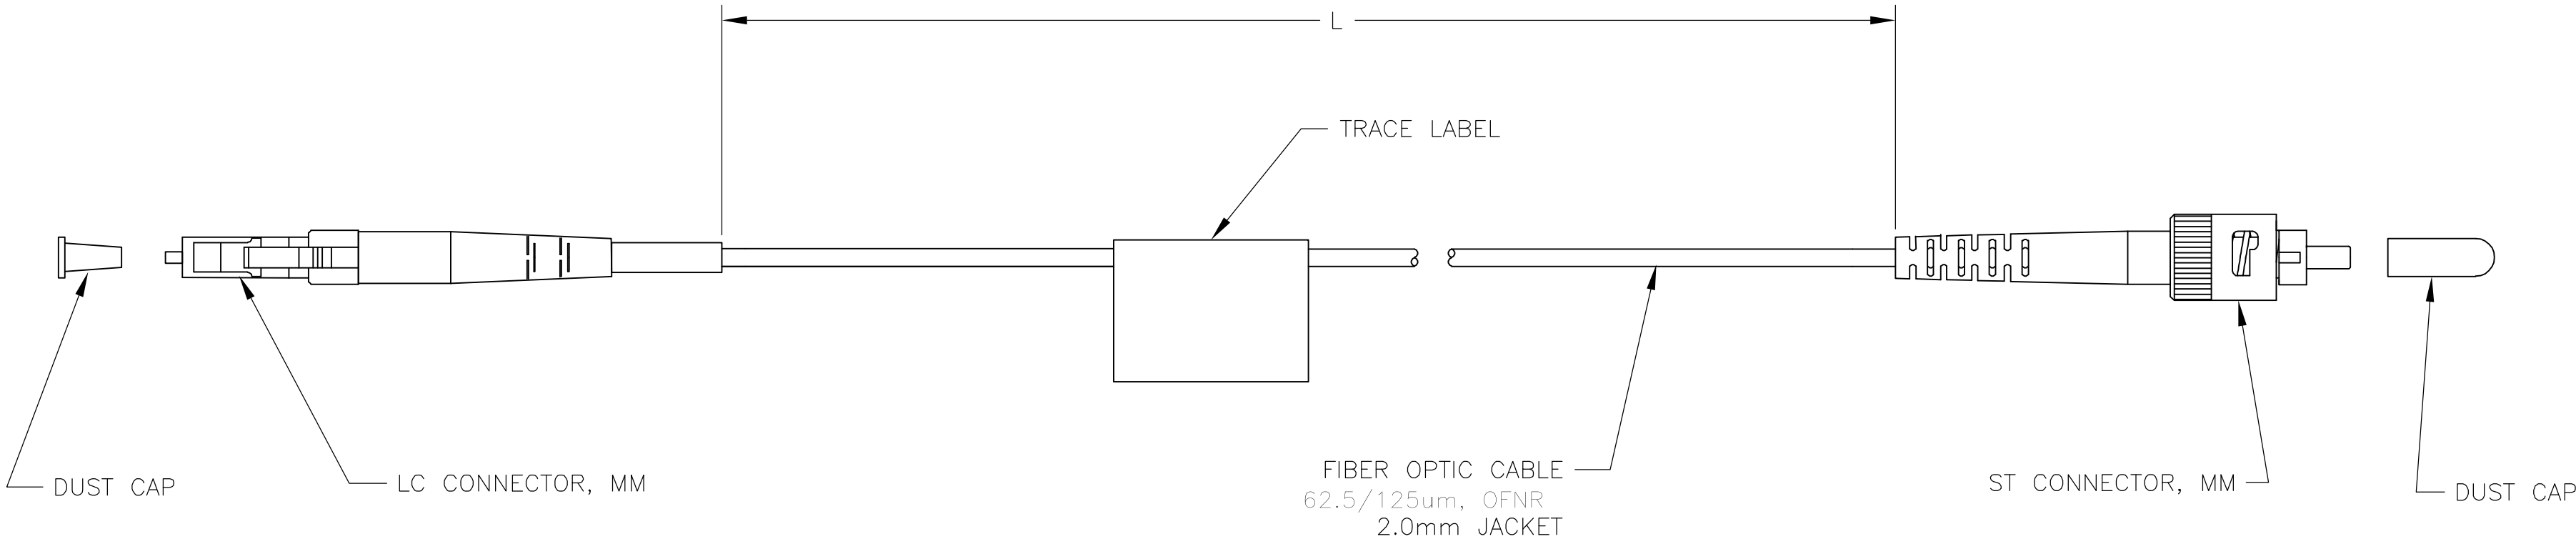 L
TRACE LABEL
DUST CAP
LC CONNECTOR, MM
FIBER OPTIC CABLE
62.5/125um, OFNR
2.0mm JACKET
ST CONNECTOR, MM
DUST CAP